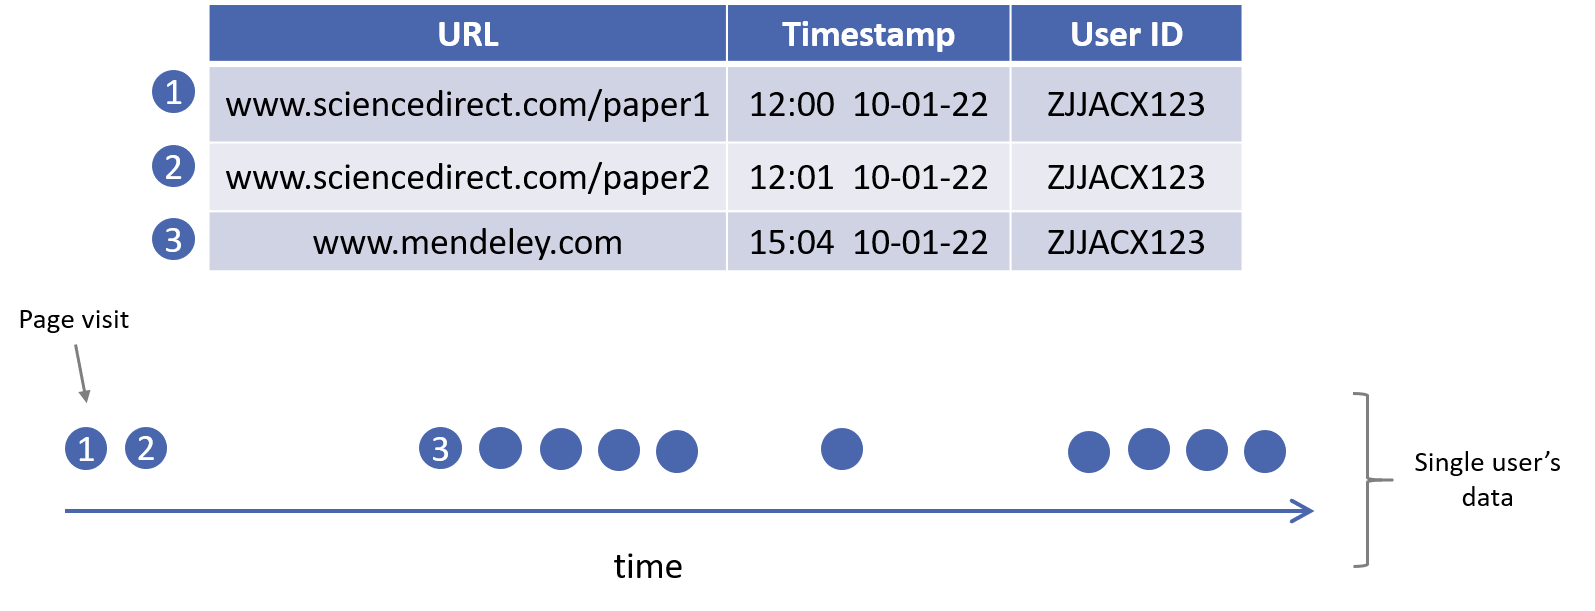 URL Timestamp User ID
1 www.sciencedirect.com/paper1 12:00 10-01-22 ZJJACX123
2 www.sciencedirect.com/paper2 12:01 10-01-22 ZJJACX123
3 www.mendeley.com 15:04 10-01-22 ZJJACX123
Page visit
1 2 3
Single user’s
data
time